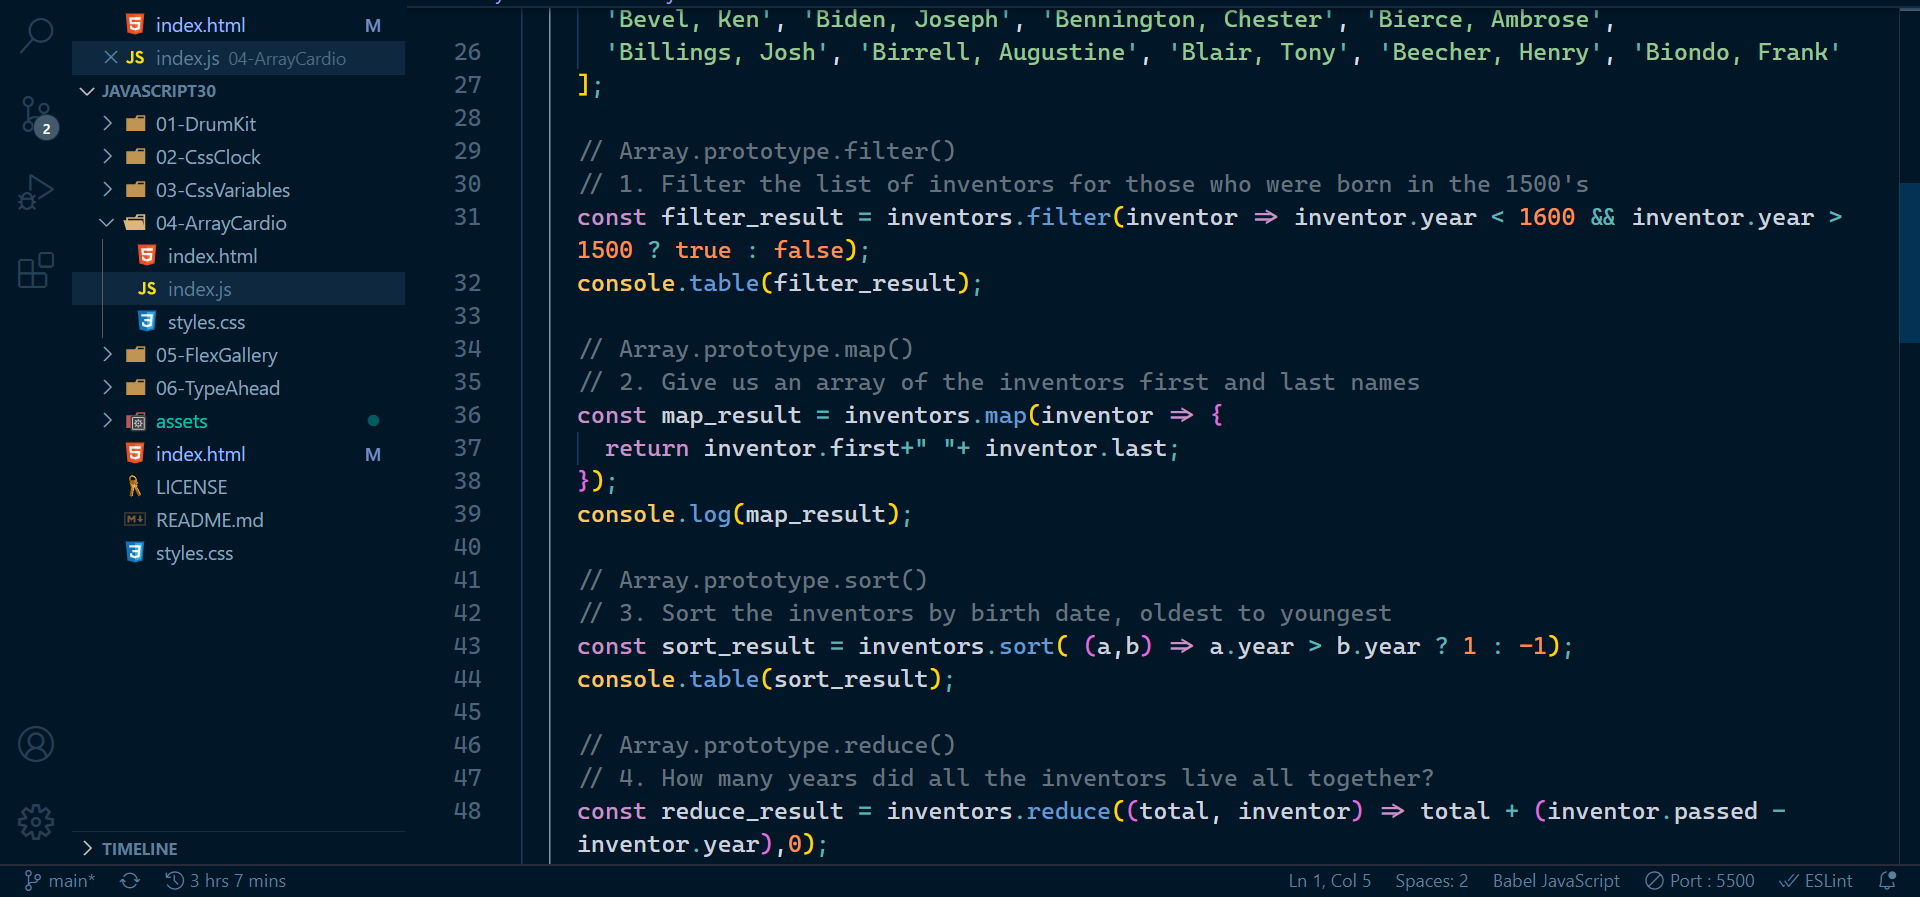 index.html M
JS index.js 04-ArrayCardio
JAVASCRIPT30
01-DrumKit
02-CssClock
2
03-CssVariables
04-ArrayCardio
index.html
JS index.js
styles.css
05-FlexGallery
06-TypeAhead
assets
index.html M
LICENSE
README.md
styles.css
TIMELINE
'Bevel, Ken', 'Biden, Joseph', 'Bennington, Chester', 'Bierce, Ambrose',
26 'Billings, Josh', 'Birrell, Augustine', 'Blair, Tony', 'Beecher, Henry', 'Biondo, Frank'
27 ];
28
29 // Array.prototype.filter()
30 // 1. Filter the list of inventors for those who were born in the 1500's
31 const filter_result = inventors.filter(inventor => inventor.year < 1600 && inventor.year >
1500 ? true : false);
32 console.table(filter_result);
33
34 // Array.prototype.map()
35 // 2. Give us an array of the inventors first and last names
36 const map_result = inventors.map(inventor => {
37 return inventor.first+" "+ inventor.last;
38 });
39 console.log(map_result);
40
41 // Array.prototype.sort()
42 // 3. Sort the inventors by birth date, oldest to youngest
43 const sort_result = inventors.sort( (a,b) => a.year > b.year ? 1 : -1);
44 console.table(sort_result);
45
46 // Array.prototype.reduce()
47 // 4. How many years did all the inventors live all together?
48 const reduce_result = inventors.reduce((total, inventor) => total + (inventor.passed -
inventor.year),0);
main* 3 hrs 7 mins Ln 1, Col 5 Spaces: 2 Babel JavaScript Port : 5500 ESLint